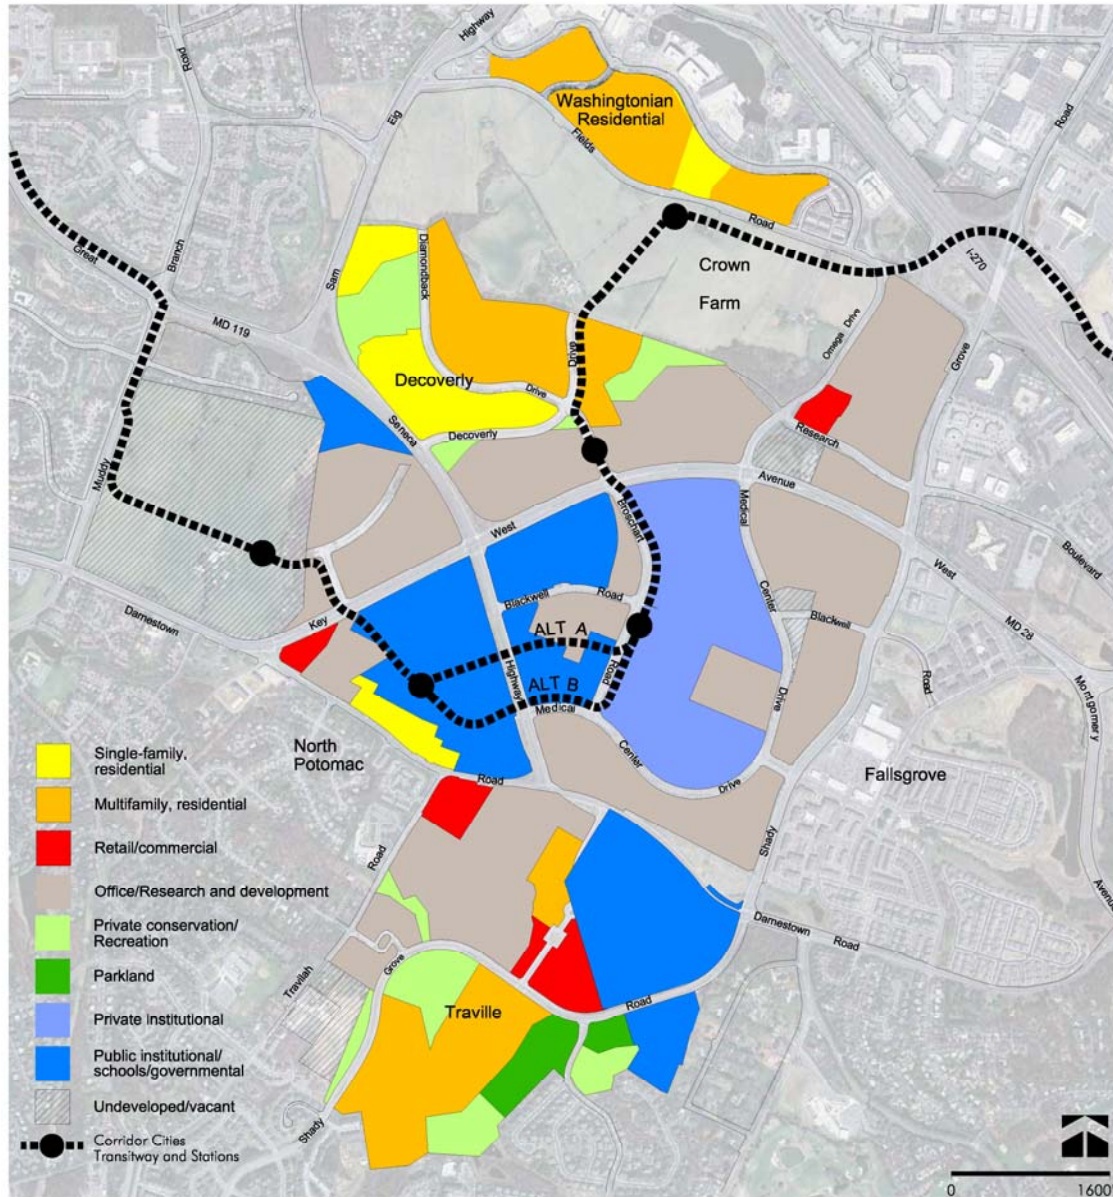 Highway
Road
Eig
Washingtonian
Residential
Fields
Road
Road
Great
Branch
Sam
Diamondback
Crown
Farm
I-270
MD 119
Drive
Omega Drive
Grove
Decoverly
Drive
Decoverly
Seneca
Research
Muddy
Avenue
Medical
West
Broschart
Boulevard
West
Blackwell
Road
Center
Blackwell
MD 28
Darnestown
Key
ALT A
Highway
Road
Road
ALT B
Medical
Drive
Montgomery
Center
Drive
North
Potomac
Road
Fallsgrove
Shady
Road
Avenue
Darnestown
Road
Grove
Travilah
Traville
Road
Shady
Single-family,
residential
Multifamily, residential
Retail/commercial
Office/Research and development
Private conservation/
Recreation
Parkland
Private institutional
Public institutional/
schools/governmental
Undeveloped/vacant
Corridor Cities
Transitway and Stations
0 1600